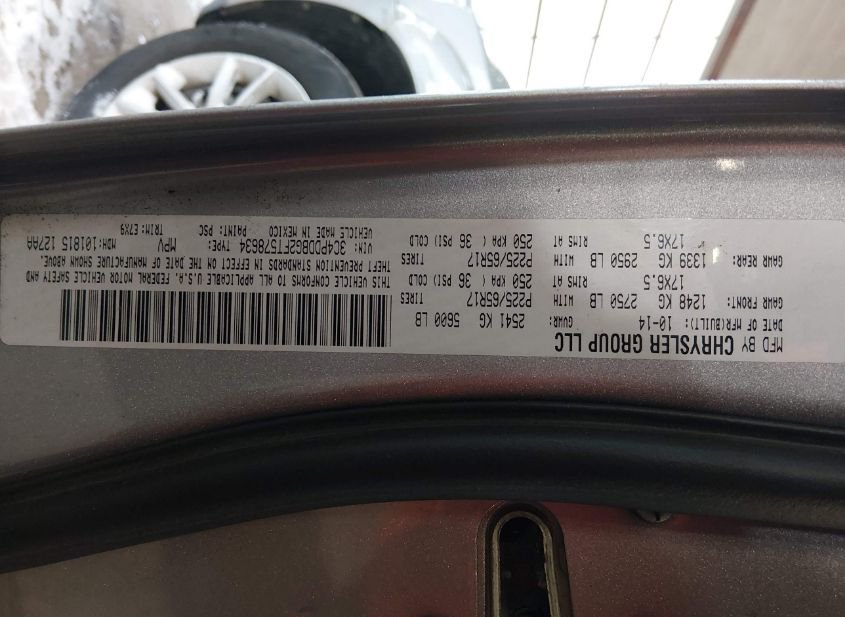 MFD BY CHRYSLER GROUP LLC
DATE OF MFR(BUILT): 10-14 GVWR: 2541 KG 5600 LB
GAWR FRONT: 1248 KG 2750 LB WITH P225/65R17 TIRES
17X6.5 RIMS AT 250 KPA ( 36 PSI) COLD
GAWR REAR: 1339 KG 2950 LB WITH P225/65R17 TIRES
17X6.5 RIMS AT 250 KPA ( 36 PSI) COLD
THIS VEHICLE CONFORMS TO ALL APPLICABLE U.S.A. FEDERAL MOTOR VEHICLE SAFETY AND
THEFT PREVENTION STANDARDS IN EFFECT ON THE DATE OF MANUFACTURE SHOWN ABOVE.
VIN: 3C4PDDBG2FT578634 TYPE: MPV MDH:101815 127AA
VEHICLE MADE IN MEXICO PAINT: PSC TRIM: E7X9